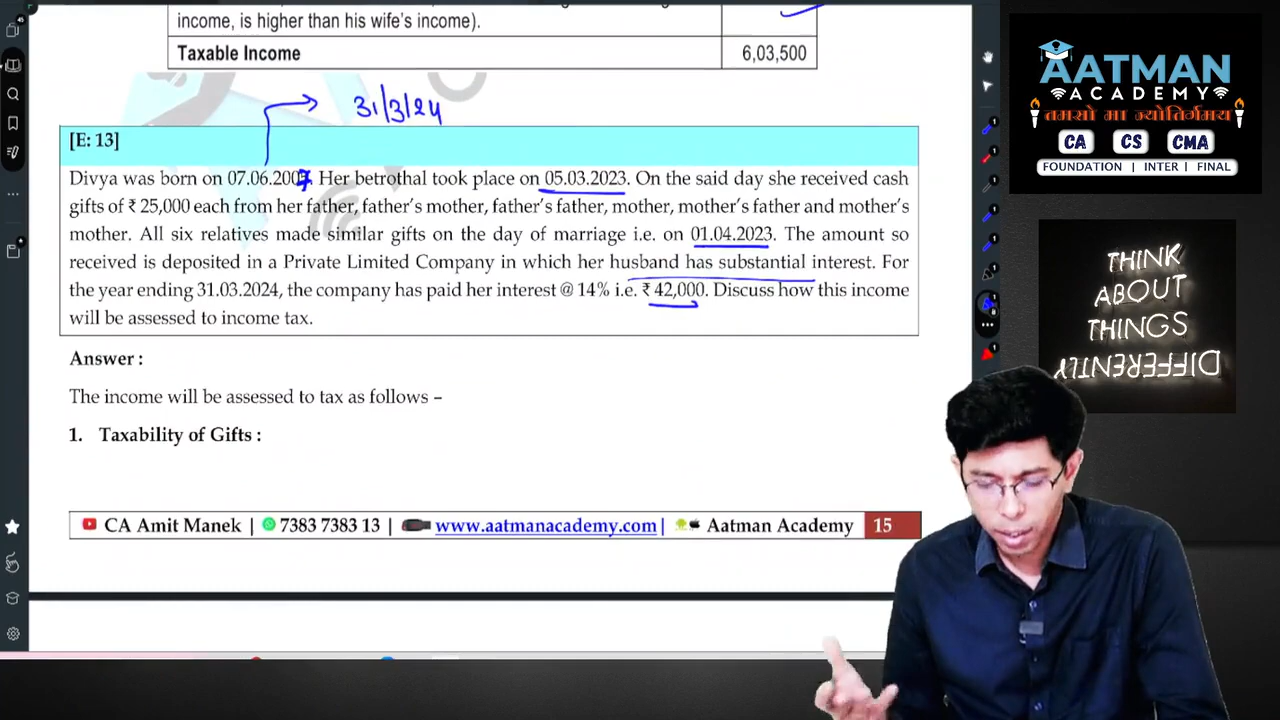 income, is higher than his wife's income).
Taxable Income 6,03,500
31/3/24
[E: 13]
Divya was born on 07.06.2007. Her betrothal took place on 05.03.2023. On the said day she received cash
gifts of ₹ 25,000 each from her father, father's mother, father's father, mother, mother's father and mother's
mother. All six relatives made similar gifts on the day of marriage i.e. on 01.04.2023. The amount so
received is deposited in a Private Limited Company in which her husband has substantial interest. For
the year ending 31.03.2024, the company has paid her interest @ 14% i.e. ₹ 42,000. Discuss how this income
will be assessed to income tax.
Answer :
The income will be assessed to tax as follows –
1. Taxability of Gifts :
CA Amit Manek | 7383 7383 13 | www.aatmanacademy.com | Aatman Academy 15
AATMAN
ACADEMY
तमसो मा ज्योतिर्गमय
CA CS CMA
FOUNDATION | INTER | FINAL
THINK
ABOUT
THINGS
DIFFERENTLY